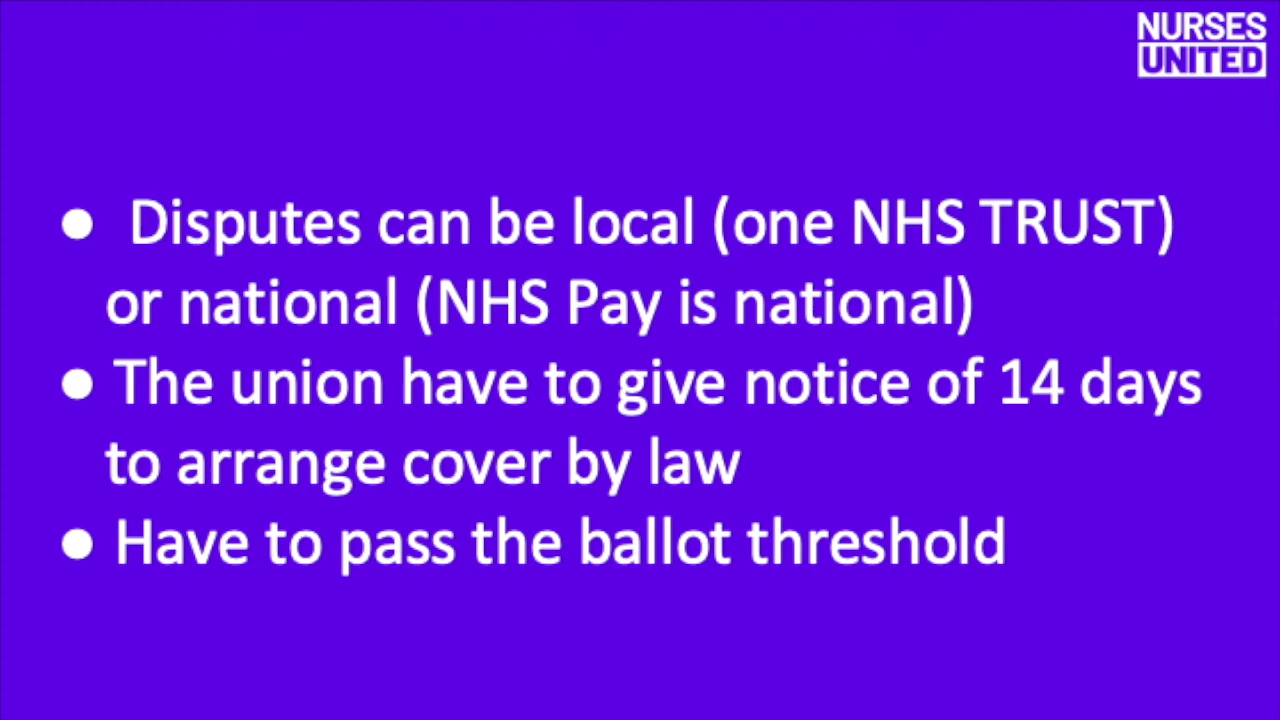 NURSES
UNITED
● Disputes can be local (one NHS TRUST)
or national (NHS Pay is national)
● The union have to give notice of 14 days
to arrange cover by law
● Have to pass the ballot threshold